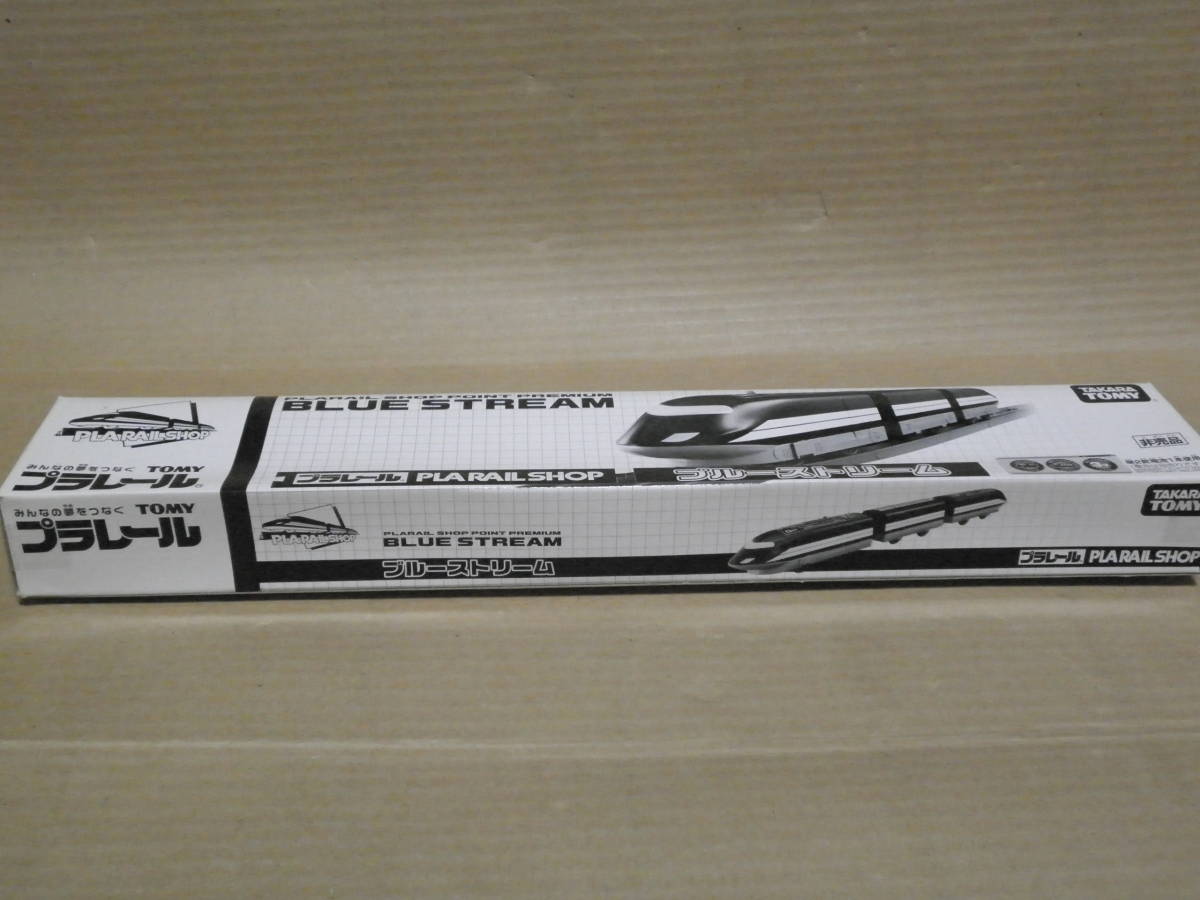 PLARAIL SHOP
みんなの夢をつなぐ TOMY
プラレール
PLARAIL SHOP POINT PREMIUM
BLUE STREAM
プラレール PLARAIL SHOP
ブルーストリーム
TAKARA TOMY
非売品
みんなの夢をつなぐ TOMY
プラレール
PLARAIL SHOP
PLARAIL SHOP POINT PREMIUM
BLUE STREAM
ブルーストリーム
TAKARA TOMY
プラレール PLARAIL SHOP